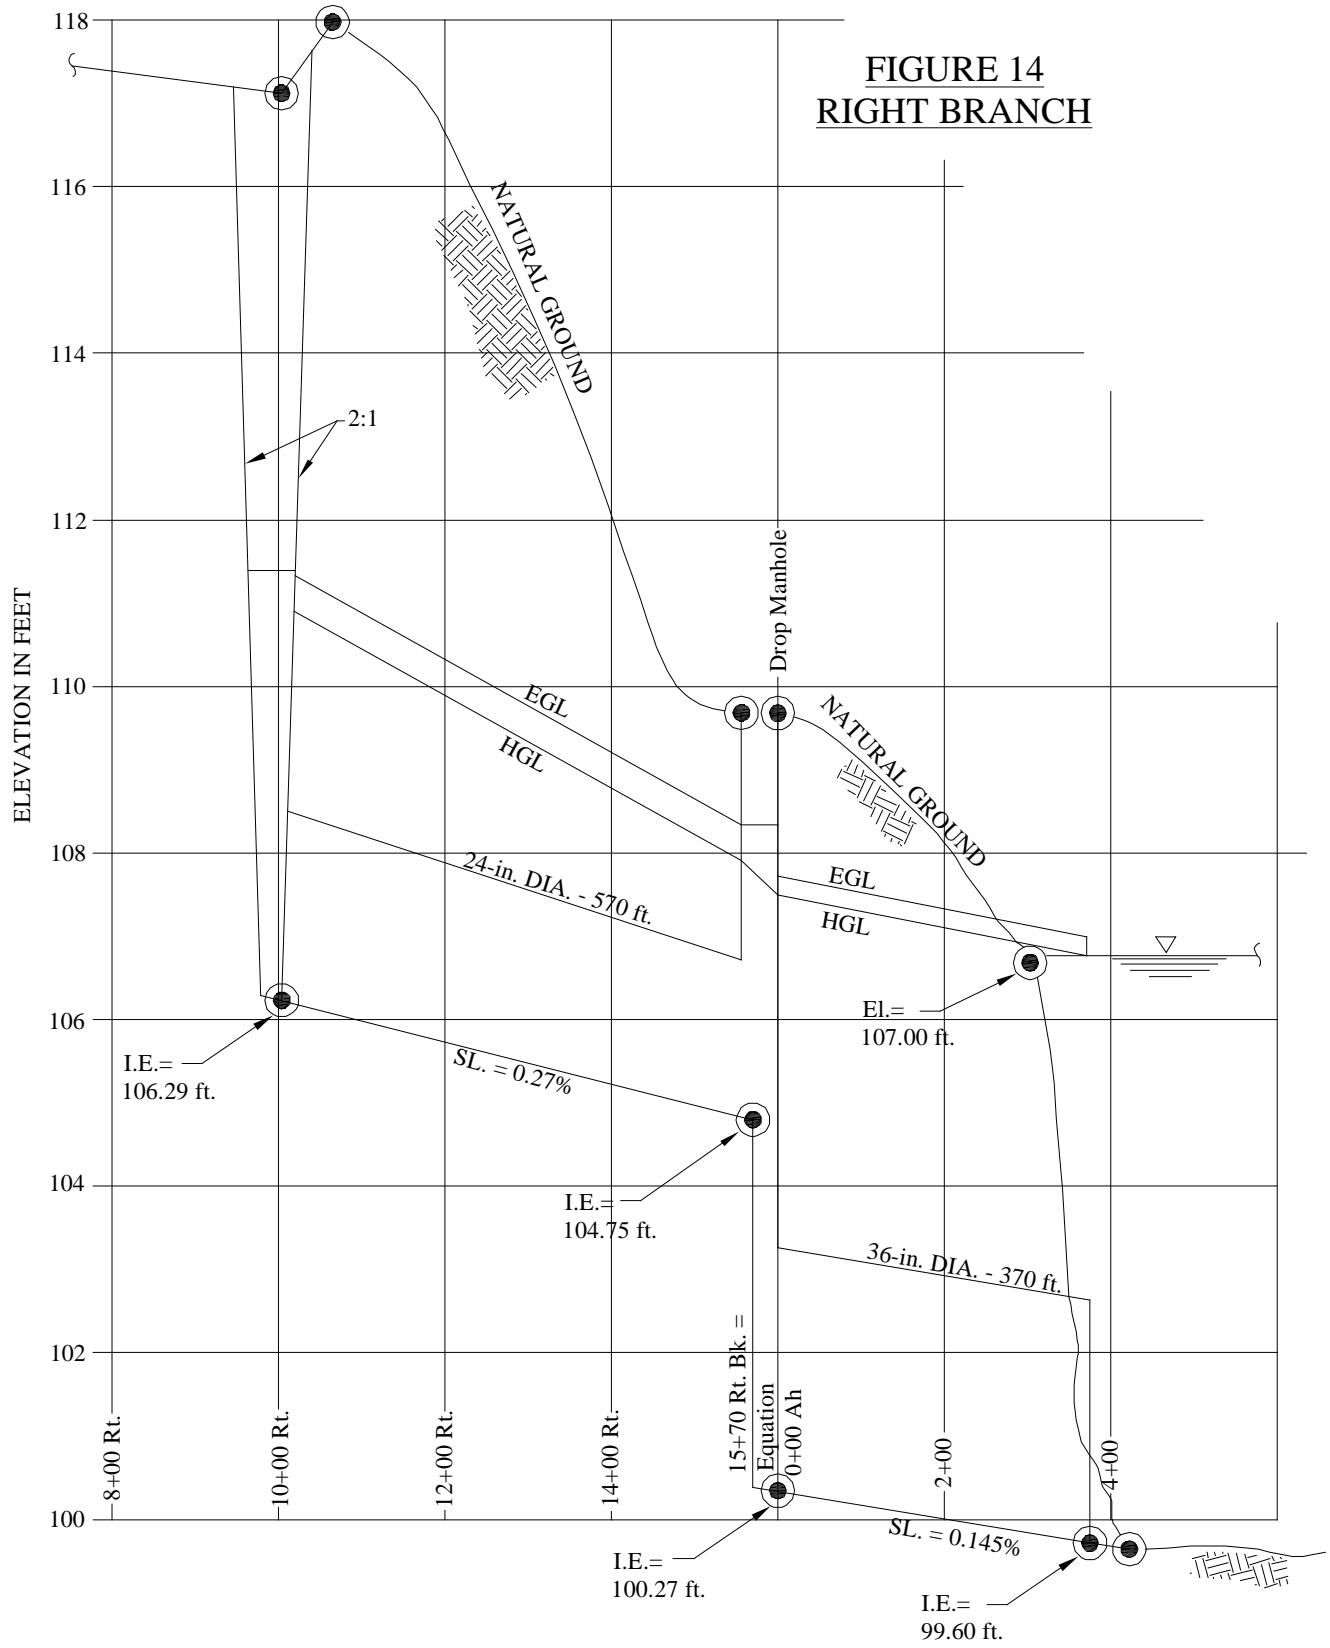 118
FIGURE 14
RIGHT BRANCH
116
NATURAL GROUND
114
2:1
112
Drop Manhole
ELEVATION IN FEET
110
EGL
HGL
NATURAL GROUND
108
24-in. DIA. - 570 ft.
EGL
HGL
106
El.=
107.00 ft.
I.E.=
106.29 ft.
SL. = 0.27%
104
I.E.=
104.75 ft.
36-in. DIA. - 370 ft.
102
8+00 Rt.
10+00 Rt.
12+00 Rt.
14+00 Rt.
15+70 Rt. Bk. =
Equation
0+00 Ah
2+00
4+00
100
SL. = 0.145%
I.E.=
100.27 ft.
I.E.=
99.60 ft.